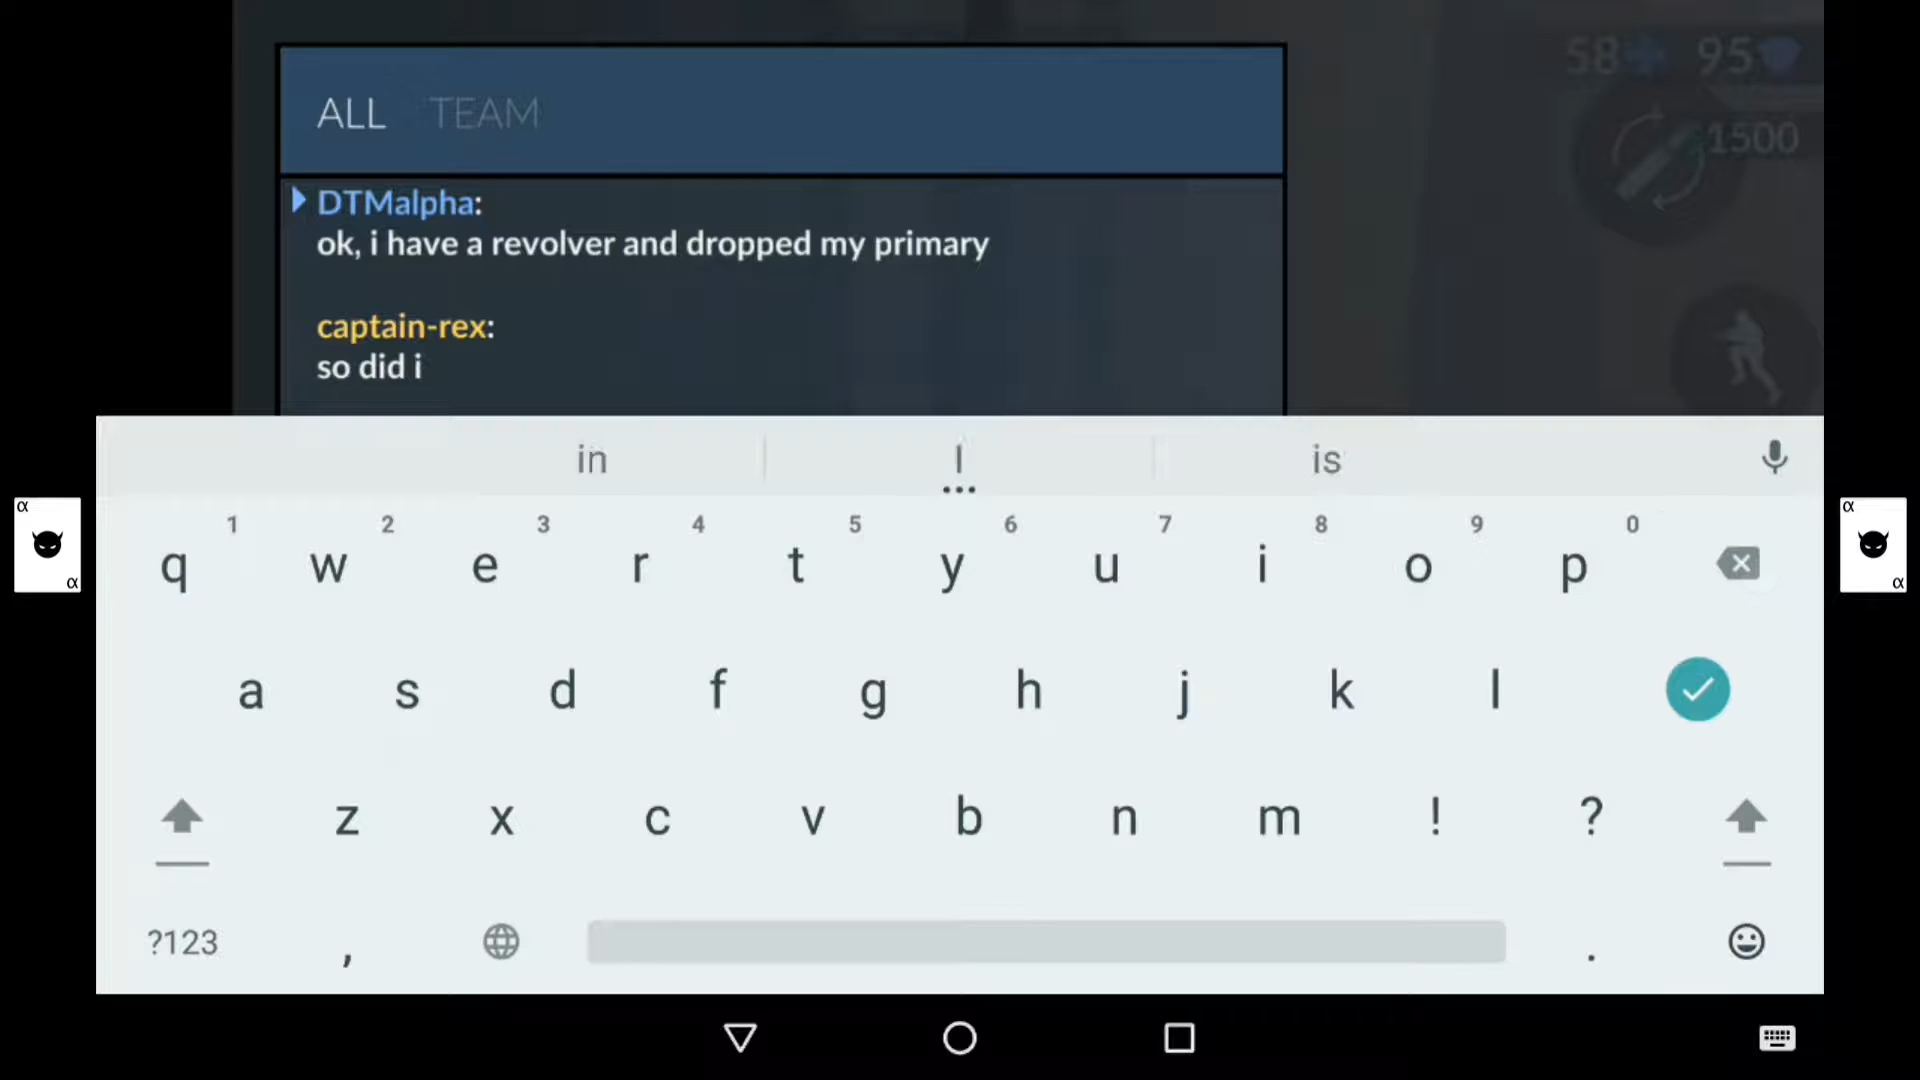 58 95
ALL TEAM
1500
DTMalpha:
ok, i have a revolver and dropped my primary
captain-rex:
so did i
in I is
1 2 3 4 5 6 7 8 9 0
q w e r t y u i o p
α α
α α
a s d f g h j k l
z x c v b n m ! ?
?123 , .